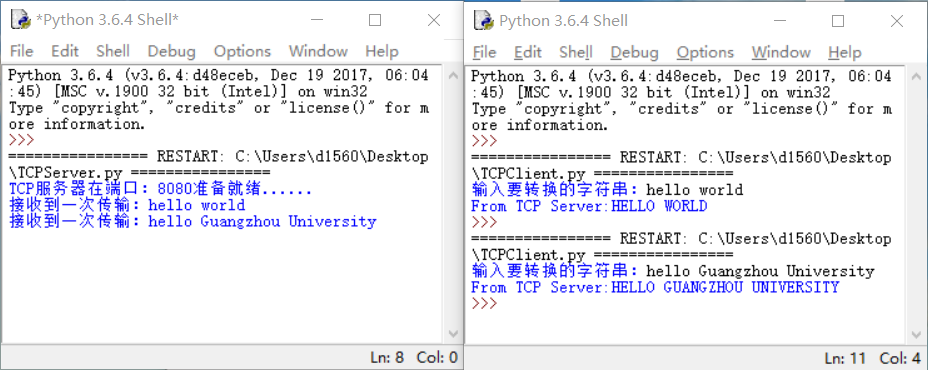 *Python 3.6.4 Shell*
File Edit Shell Debug Options Window Help
Python 3.6.4 (v3.6.4:d48eceb, Dec 19 2017, 06:04
:45) [MSC v.1900 32 bit (Intel)] on win32
Type "copyright", "credits" or "license()" for m
ore information.
>>>
================ RESTART: C:\Users\d1560\Desktop
\TCPServer.py ================
TCP服务器在端口：8080准备就绪......
接收到一次传输：hello world
接收到一次传输：hello Guangzhou University
Ln: 8 Col: 0
Python 3.6.4 Shell
File Edit Shell Debug Options Window Help
Python 3.6.4 (v3.6.4:d48eceb, Dec 19 2017, 06:04
:45) [MSC v.1900 32 bit (Intel)] on win32
Type "copyright", "credits" or "license()" for m
ore information.
>>>
================ RESTART: C:\Users\d1560\Desktop
\TCPClient.py ================
输入要转换的字符串：hello world
From TCP Server:HELLO WORLD
>>>
================ RESTART: C:\Users\d1560\Desktop
\TCPClient.py ================
输入要转换的字符串：hello Guangzhou University
From TCP Server:HELLO GUANGZHOU UNIVERSITY
>>>
Ln: 11 Col: 4